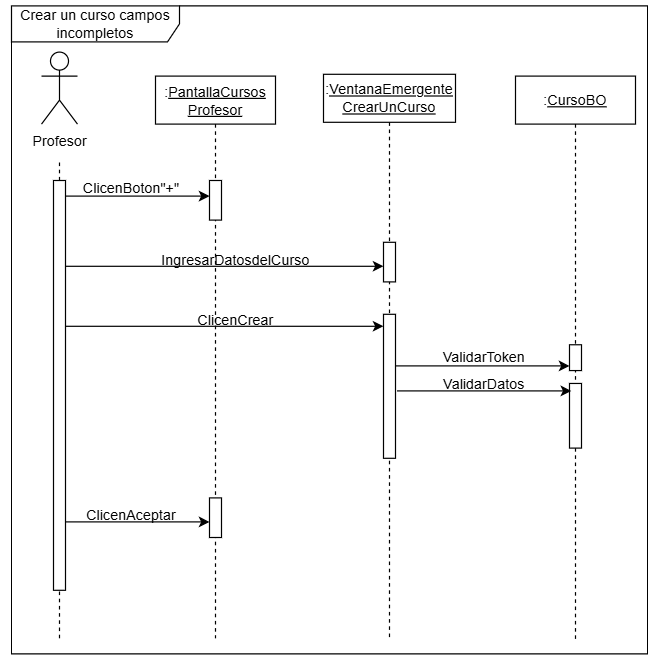 Crear un curso campos
incompletos
Profesor
:PantallaCursos
Profesor
:VentanaEmergente
CrearUnCurso
:CursoBO
ClicenBoton"+"
IngresarDatosdelCurso
ClicenCrear
ValidarToken
ValidarDatos
ClicenAceptar